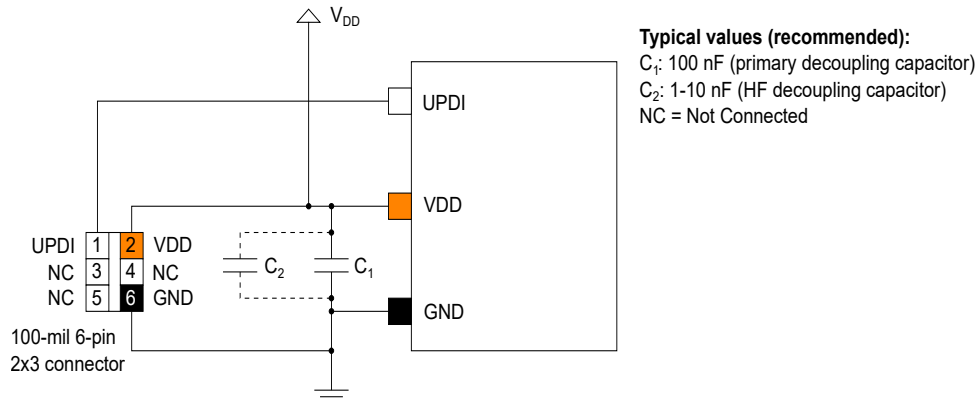 V_DD
Typical values (recommended):
C₁: 100 nF (primary decoupling capacitor)
C₂: 1-10 nF (HF decoupling capacitor)
NC = Not Connected
UPDI
VDD
UPDI 1 2 VDD
NC 3 4 NC
NC 5 6 GND
C₂
C₁
GND
100-mil 6-pin
2x3 connector